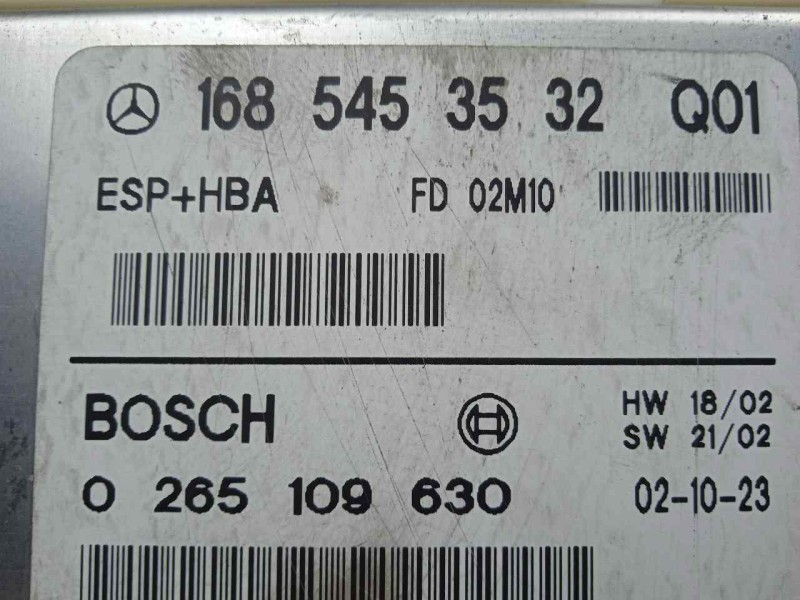 168 545 35 32 Q01
ESP+HBA FD 02M10
BOSCH HW 18/02
SW 21/02
0 265 109 630 02-10-23